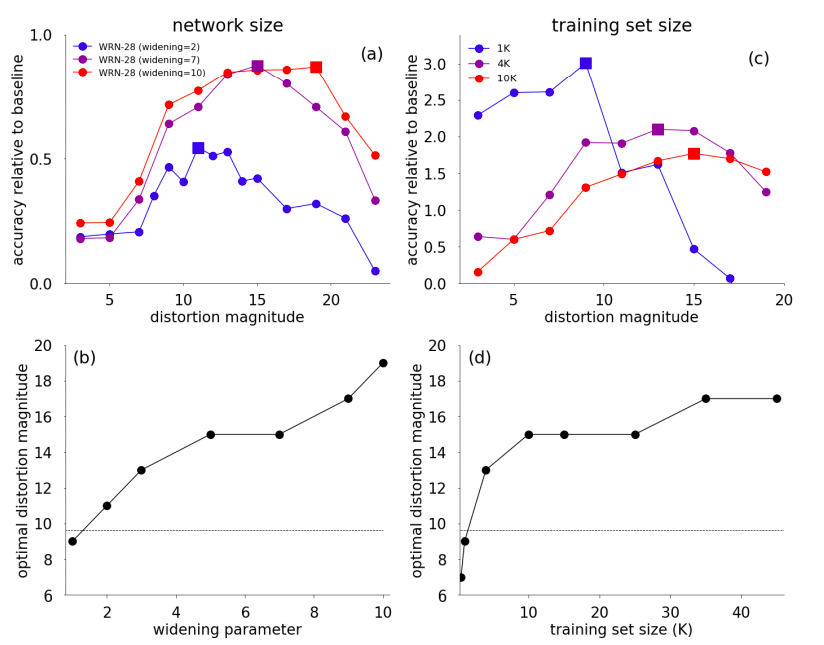 network size
accuracy relative to baseline
1.0
0.5
0.0
WRN-28 (widening=2)
WRN-28 (widening=7)
WRN-28 (widening=10)
(a)
5 10 15 20
distortion magnitude
training set size
accuracy relative to baseline
3.0
2.5
2.0
1.5
1.0
0.5
0.0
1K
4K
10K
(c)
5 10 15 20
distortion magnitude
optimal distortion magnitude
20
18
16
14
12
10
8
6
(b)
2 4 6 8 10
widening parameter
optimal distortion magnitude
20
18
16
14
12
10
8
6
(d)
10 20 30 40
training set size (K)